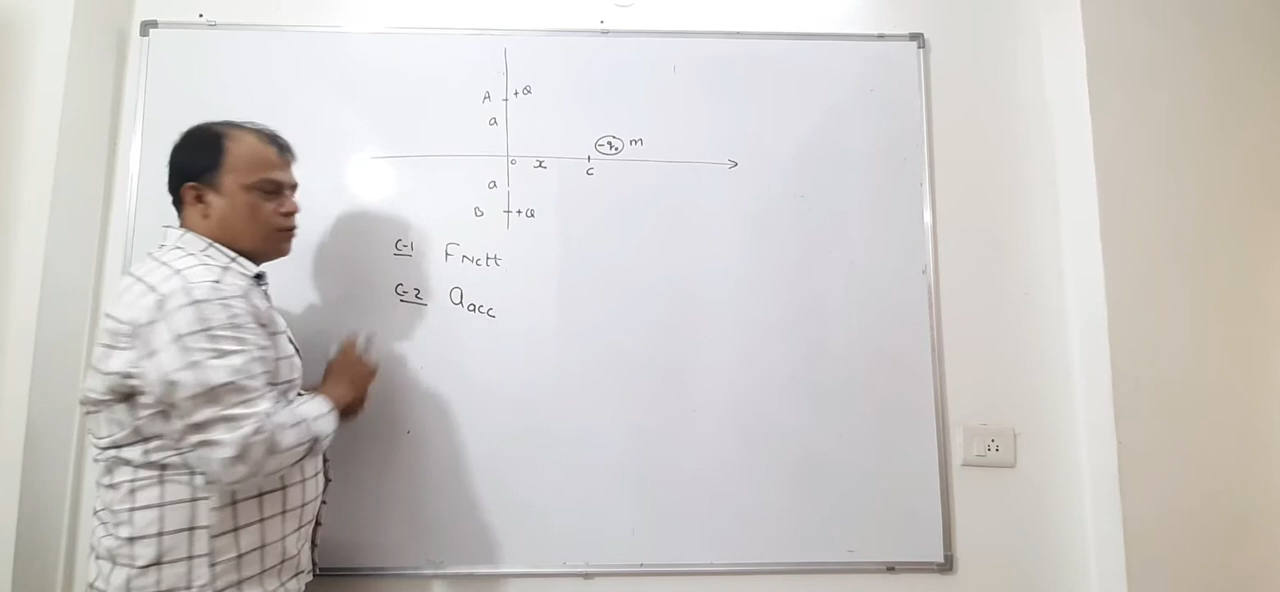 A +Q
a
-q₀ m
o x c
a
B +Q
C-1 FNett
C-2 aacc